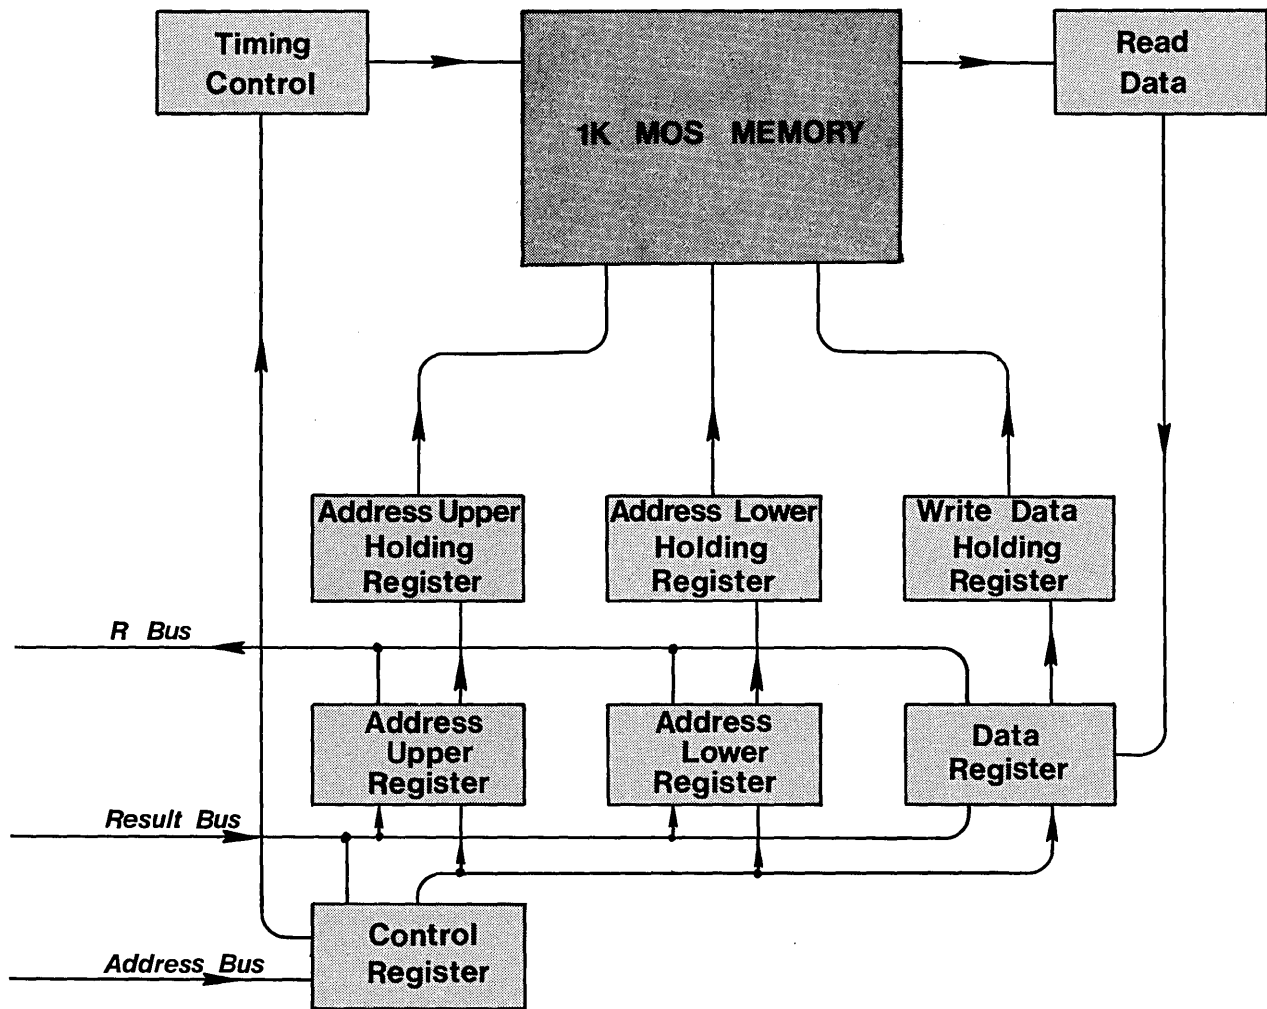 Timing
Control
1K MOS MEMORY
Read
Data
Address Upper
Holding
Register
Address Lower
Holding
Register
Write Data
Holding
Register
R Bus
Address
Upper
Register
Address
Lower
Register
Data
Register
Result Bus
Control
Register
Address Bus